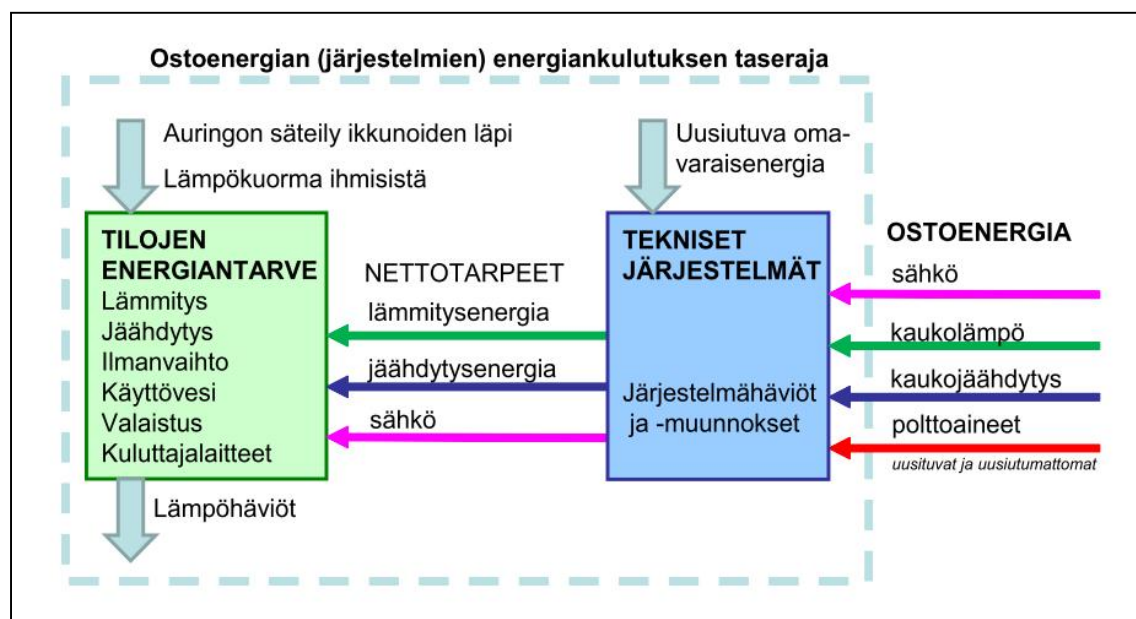 Ostoenergian (järjestelmien) energiankulutuksen taseraja
Auringon säteily ikkunoiden läpi
Lämpökuorma ihmisistä
Uusiutuva oma-
varaisenergia
TILOJEN
ENERGIANTARVE
Lämmitys
Jäähdytys
Ilmanvaihto
Käyttövesi
Valaistus
Kuluttajalaitteet
NETTOTARPEET
lämmitysenergia
jäähdytysenergia
sähkö
TEKNISET
JÄRJESTELMÄT
Järjestelmähäviöt
ja -muunnokset
OSTOENERGIA
sähkö
kaukolämpö
kaukojäähdytys
polttoaineet
uusituvat ja uusiutumattomat
Lämpöhäviöt